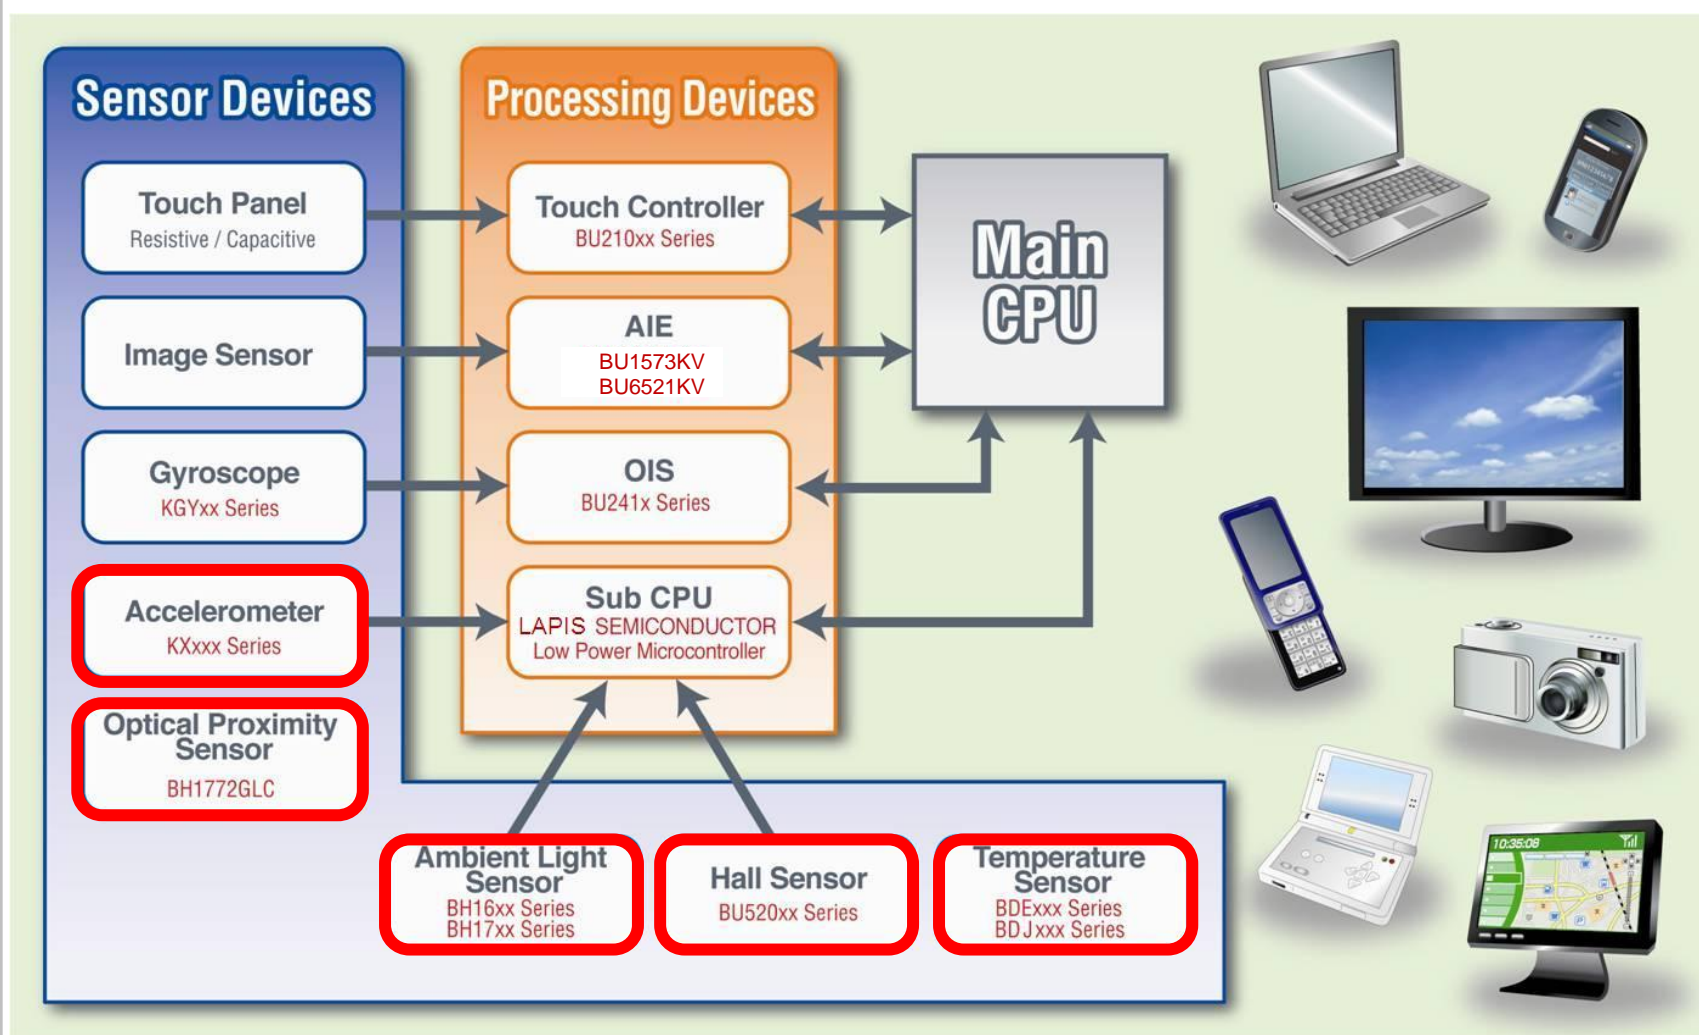 Sensor Devices
Touch Panel
Resistive / Capacitive
Image Sensor
Gyroscope
KGYxx Series
Accelerometer
KXxxx Series
Optical Proximity
Sensor
BH1772GLC
Ambient Light
Sensor
BH16xx Series
BH17xx Series
Hall Sensor
BU520xx Series
Temperature
Sensor
BDExxx Series
BDJxxx Series
Processing Devices
Touch Controller
BU210xx Series
AIE
BU1573KV
BU6521KV
OIS
BU241x Series
Sub CPU
LAPIS SEMICONDUCTOR
Low Power Microcontroller
Main
CPU
10:35:08